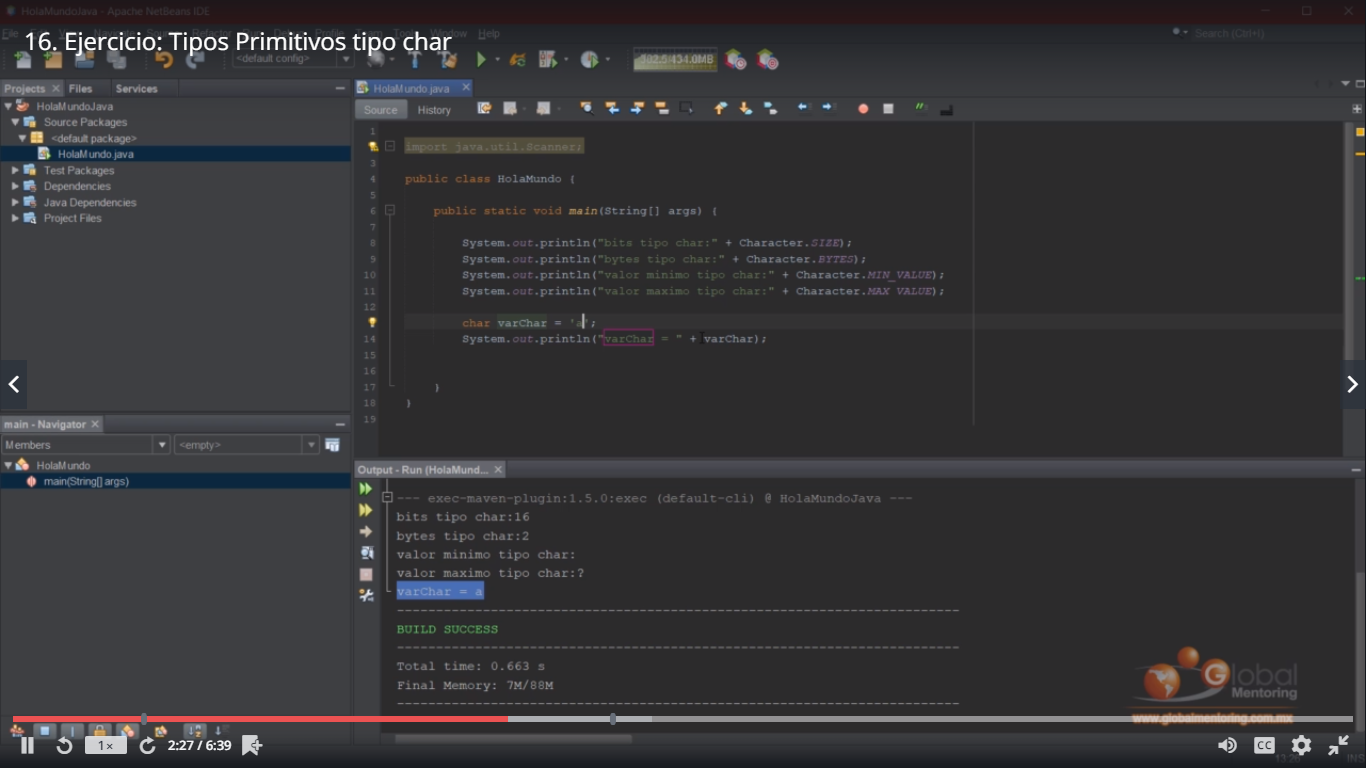 HolaMundoJava - Apache NetBeans IDE
File
Window Help
16. Ejercicio: Tipos Primitivos tipo char
Search (Ctrl+I)
<default config>
102.5/434.0MB
Projects Files Services
HolaMundo.java
HolaMundoJava
Source Packages
<default package>
HolaMundo.java
Test Packages
Dependencies
Java Dependencies
Project Files
Source History
1
import java.util.Scanner;
3
4 public class HolaMundo {
5
6 public static void main(String[] args) {
7
8 System.out.println("bits tipo char:" + Character.SIZE);
9 System.out.println("bytes tipo char:" + Character.BYTES);
10 System.out.println("valor minimo tipo char:" + Character.MIN_VALUE);
11 System.out.println("valor maximo tipo char:" + Character.MAX_VALUE);
12
char varChar = 'a';
14 System.out.println("varChar = " + varChar);
15
16
17 }
18 }
19
main - Navigator
Members <empty>
HolaMundo
main(String[] args)
Output - Run (HolaMund...
--- exec-maven-plugin:1.5.0:exec (default-cli) @ HolaMundoJava ---
bits tipo char:16
bytes tipo char:2
valor minimo tipo char:
valor maximo tipo char:?
varChar = a
------------------------------------------------------------------------
BUILD SUCCESS
------------------------------------------------------------------------
Total time: 0.663 s
Final Memory: 7M/88M
------------------------------------------------------------------------
Global
Mentoring
www.globalmentoring.com.mx
1× 2:27 / 6:39
CC
13:20 INS